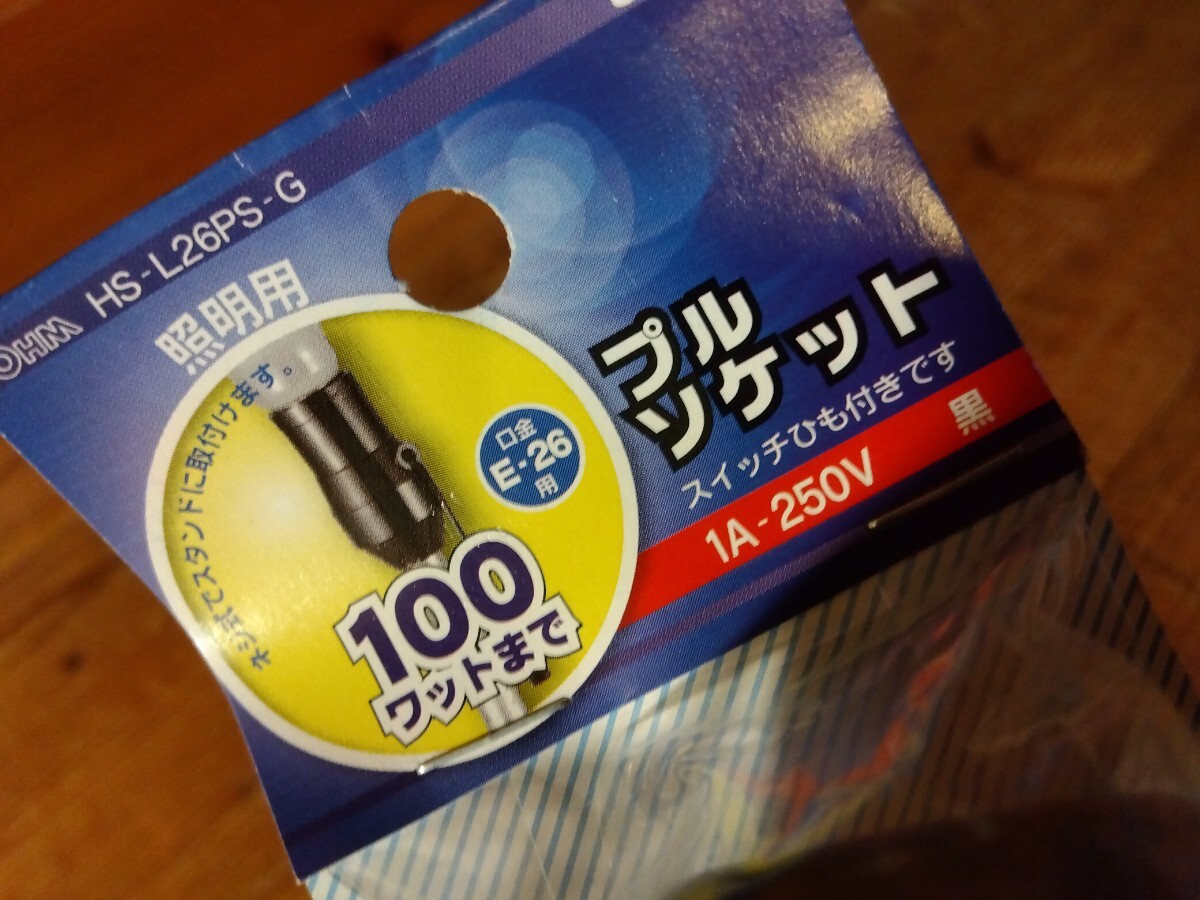 OHM HS-L26PS-G
照明用
ネジ式でスタンドに取付けます。
口金
E-26
用
100
ワットまで
プル
ソケット
スイッチひも付きです
1A-250V 黒